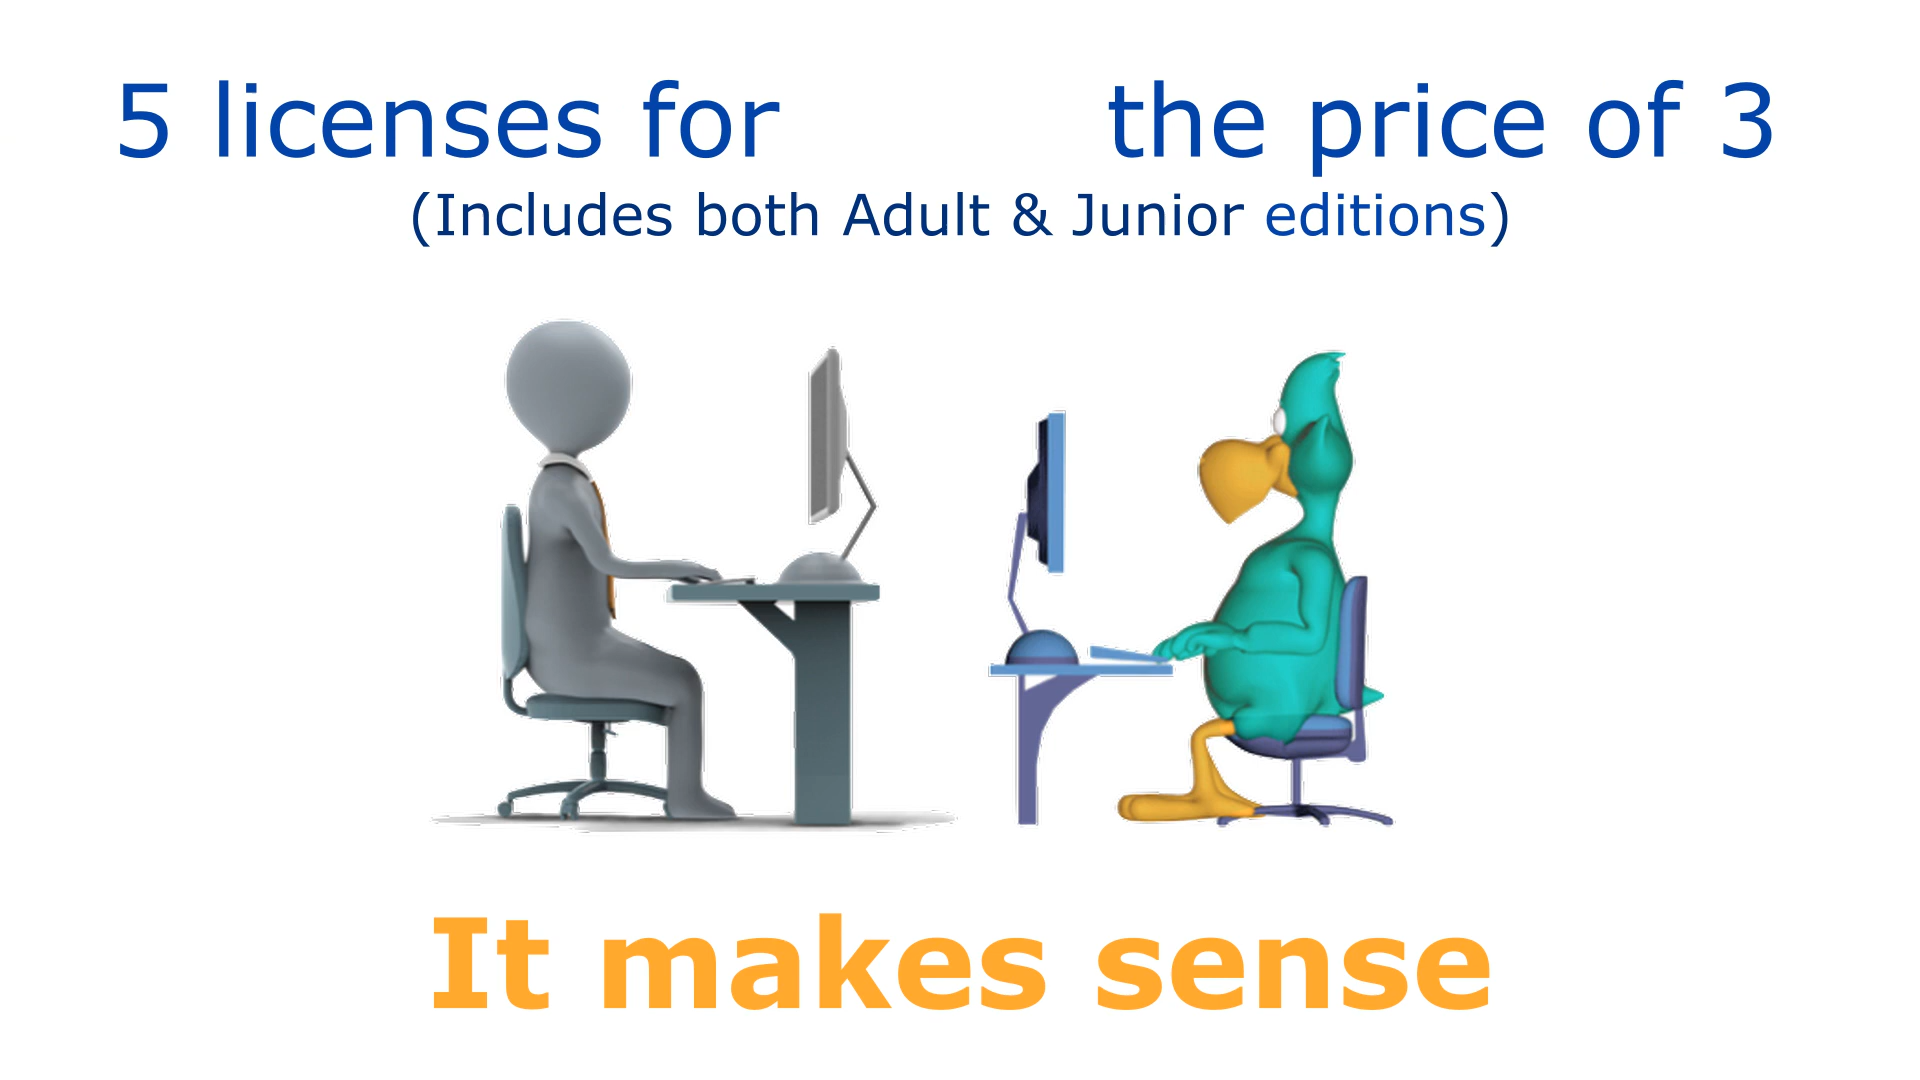 5 licenses for the price of 3
(Includes both Adult & Junior editions)
It makes sense